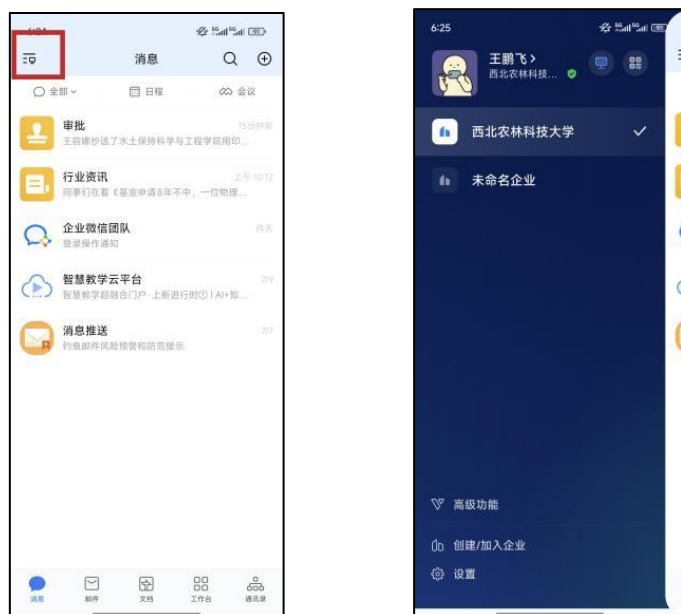 消息
全部
日程
会议
审批
15分钟前
王容娜抄送了水土保持科学与工程学院用印...
行业资讯
上午 10:12
同事们在看《基金申请8年不中，一位物理...
企业微信团队
昨天
登录操作通知
智慧教学云平台
7/9
智慧教学超融合门户·上新进行时① | AI+知...
消息推送
7/7
钓鱼邮件风险预警和防范提示
消息
邮件
文档
工作台
通讯录
6:25
王鹏飞
西北农林科技...
西北农林科技大学
未命名企业
高级功能
创建/加入企业
设置